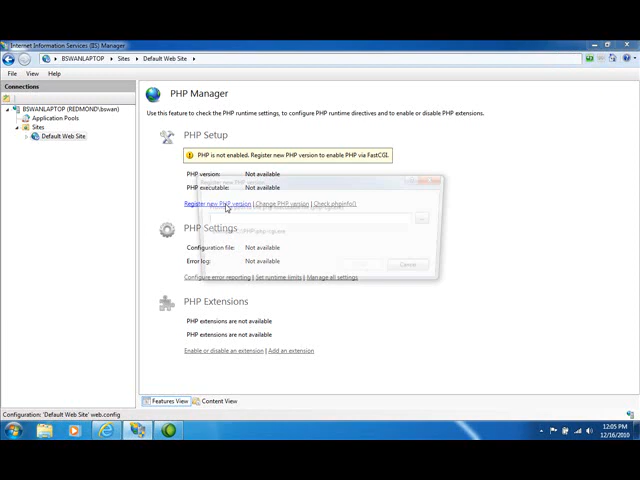 Internet Information Services (IIS) Manager
BSWANLAPTOP Sites Default Web Site
File View Help
Connections
BSWANLAPTOP (REDMOND\bswan)
Application Pools
Sites
Default Web Site
PHP Manager
Use this feature to check the PHP runtime settings, to configure PHP runtime directives and to enable or disable PHP extensions.
PHP Setup
PHP is not enabled. Register new PHP version to enable PHP via FastCGI.
PHP version: Not available
Register new PHP version
PHP executable: Not available
Register new PHP version | Change PHP version | Check phpinfo()
PHP Settings
Configuration file: Not available
Error log: Not available
Cancel
Configure error reporting | Set runtime limits | Manage all settings
PHP Extensions
PHP extensions are not available
PHP extensions are not available
Enable or disable an extension | Add an extension
Features View Content View
Configuration: 'Default Web Site' web.config
12:05 PM
12/16/2010